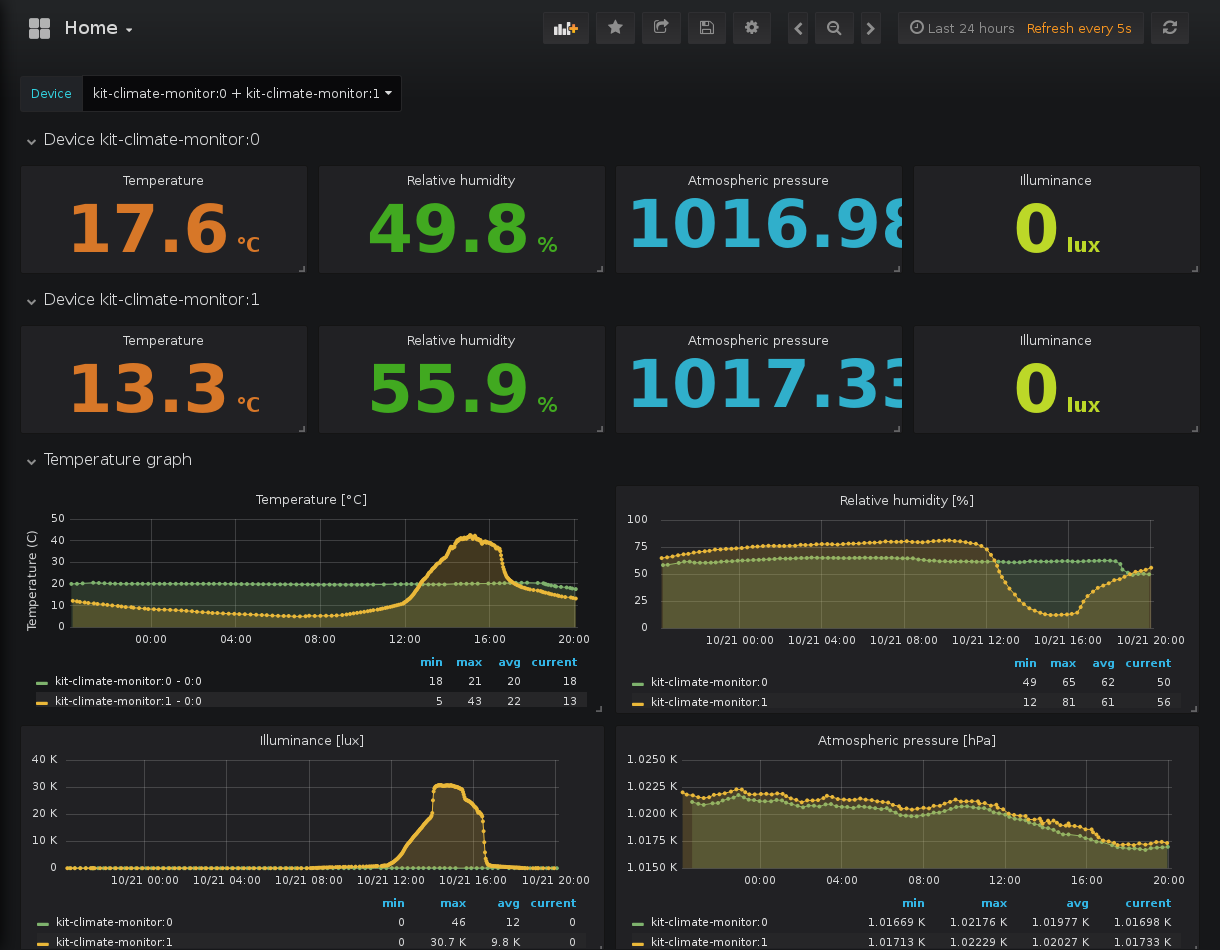 Home
Last 24 hours Refresh every 5s
Device kit-climate-monitor:0 + kit-climate-monitor:1
Device kit-climate-monitor:0
Temperature Relative humidity Atmospheric pressure Illuminance
17.6 °C 49.8 % 1016.98 0 lux
Device kit-climate-monitor:1
Temperature Relative humidity Atmospheric pressure Illuminance
13.3 °C 55.9 % 1017.33 0 lux
Temperature graph
Temperature [°C]
Temperature (C)
50
40
30
20
10
0
00:00 04:00 08:00 12:00 16:00 20:00
min max avg current
kit-climate-monitor:0 - 0:0 18 21 20 18
kit-climate-monitor:1 - 0:0 5 43 22 13
Relative humidity [%]
100
75
50
25
0
10/21 00:00 10/21 04:00 10/21 08:00 10/21 12:00 10/21 16:00 10/21 20:00
min max avg current
kit-climate-monitor:0 49 65 62 50
kit-climate-monitor:1 12 81 61 56
Illuminance [lux]
40 K
30 K
20 K
10 K
0
10/21 00:00 10/21 04:00 10/21 08:00 10/21 12:00 10/21 16:00 10/21 20:00
min max avg current
kit-climate-monitor:0 0 46 12 0
kit-climate-monitor:1 0 30.7 K 9.8 K 0
Atmospheric pressure [hPa]
1.0250 K
1.0225 K
1.0200 K
1.0175 K
1.0150 K
00:00 04:00 08:00 12:00 16:00 20:00
min max avg current
kit-climate-monitor:0 1.01669 K 1.02176 K 1.01977 K 1.01698 K
kit-climate-monitor:1 1.01713 K 1.02229 K 1.02027 K 1.01733 K